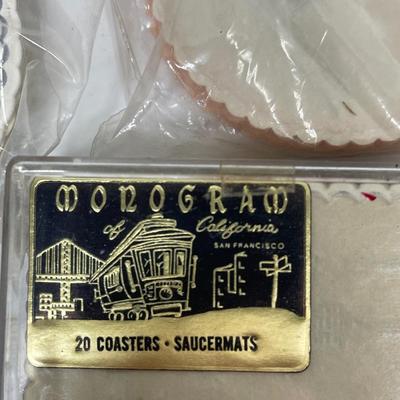 MONOGRAM
of California
SAN FRANCISCO
20 COASTERS • SAUCERMATS